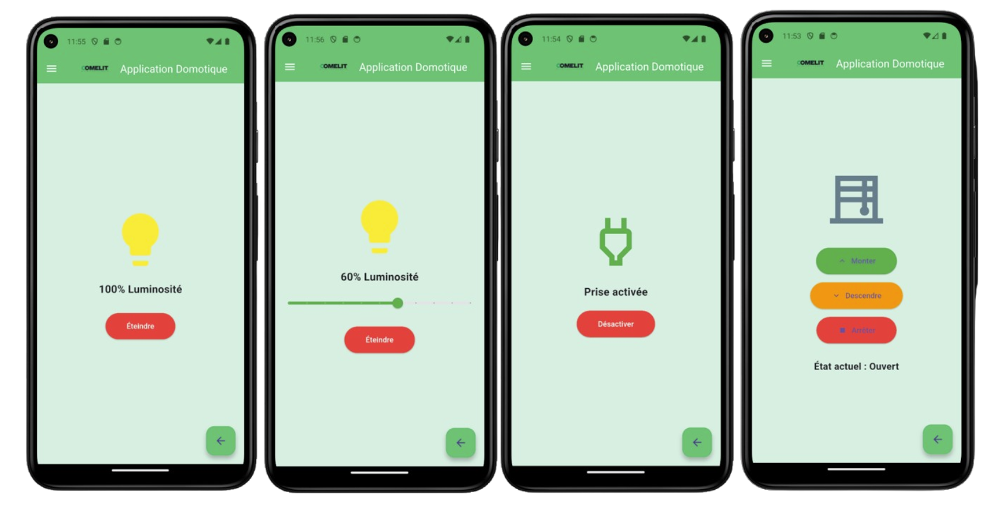 11:55
COMELIT Application Domotique
100% Luminosité
Éteindre
11:56
COMELIT Application Domotique
60% Luminosité
Éteindre
11:54
COMELIT Application Domotique
Prise activée
Désactiver
11:53
COMELIT Application Domotique
Monter
Descendre
Arrêter
État actuel : Ouvert